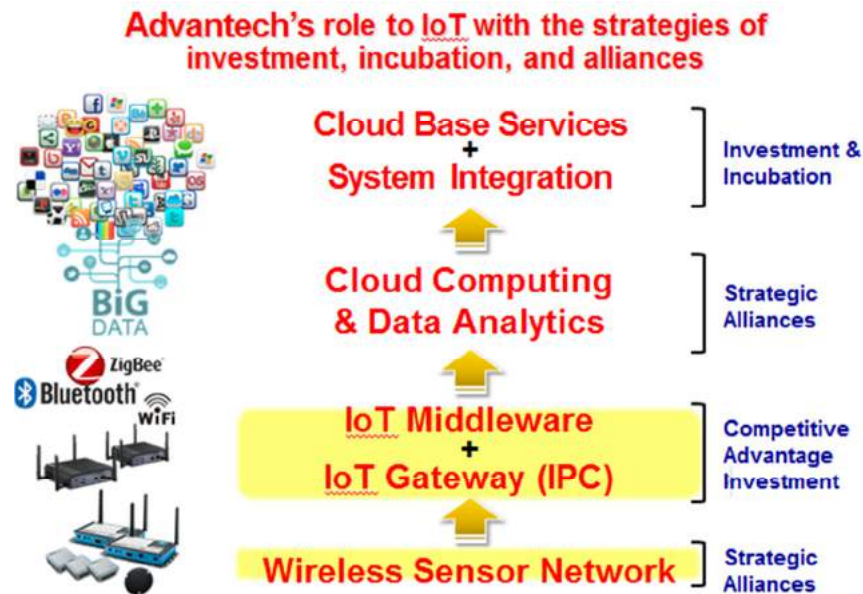 Advantech's role to IoT with the strategies of
investment, incubation, and alliances
Cloud Base Services
+
System Integration
Investment &
Incubation
BiG
DATA
Cloud Computing
& Data Analytics
Strategic
Alliances
ZigBee
Bluetooth
WiFi
IoT Middleware
+
IoT Gateway (IPC)
Competitive
Advantage
Investment
Wireless Sensor Network
Strategic
Alliances